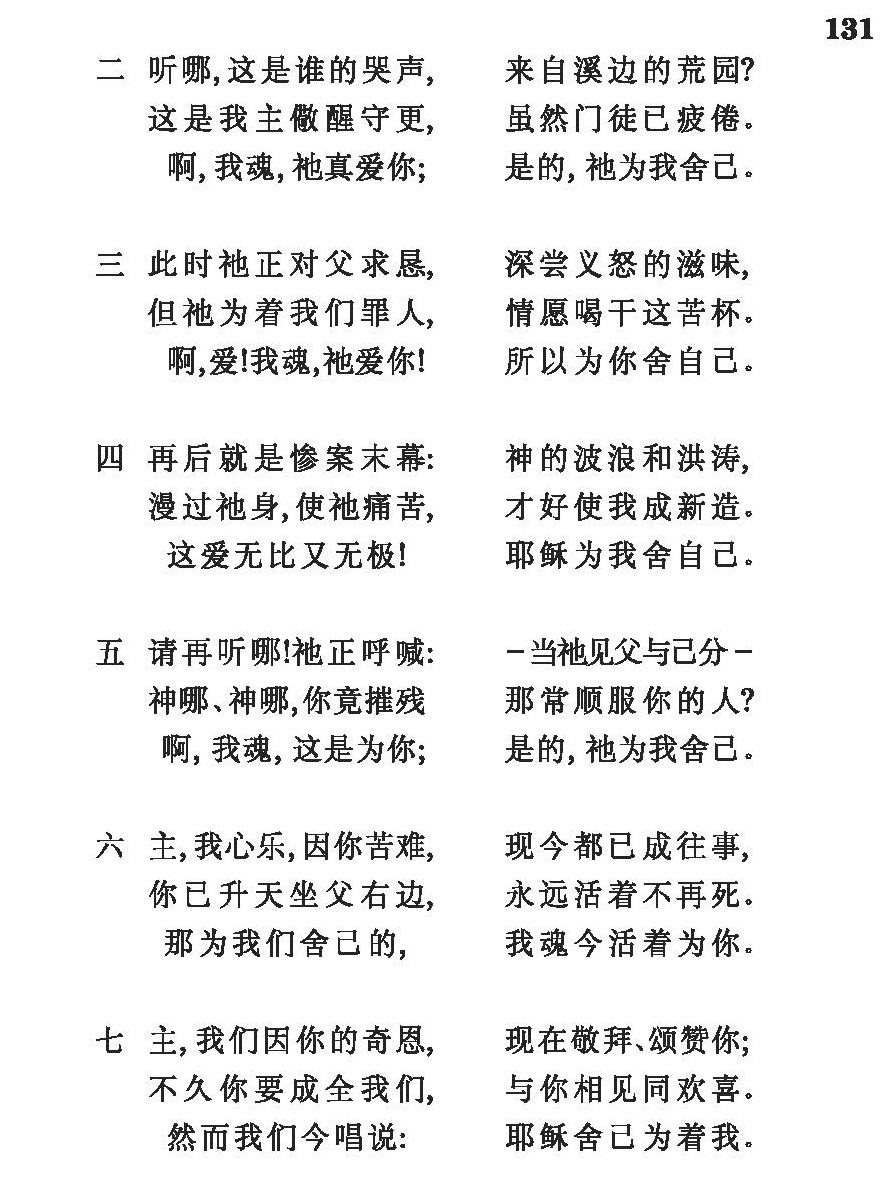 131
二 听哪,这是谁的哭声, 来自溪边的荒园?
这是我主儆醒守更, 虽然门徒已疲倦。
啊,我魂,祂真爱你; 是的,祂为我舍己。
三 此时祂正对父求恳, 深尝义怒的滋味,
但祂为着我们罪人, 情愿喝干这苦杯。
啊,爱!我魂,祂爱你! 所以为你舍自己。
四 再后就是惨案末幕: 神的波浪和洪涛,
漫过祂身,使祂痛苦, 才好使我成新造。
这爱无比又无极! 耶稣为我舍自己。
五 请再听哪!祂正呼喊: –当祂见父与己分–
神哪、神哪,你竟摧残 那常顺服你的人?
啊,我魂,这是为你; 是的,祂为我舍己。
六 主,我心乐,因你苦难, 现今都已成往事,
你已升天坐父右边, 永远活着不再死。
那为我们舍己的, 我魂今活着为你。
七 主,我们因你的奇恩, 现在敬拜、颂赞你;
不久你要成全我们, 与你相见同欢喜。
然而我们今唱说: 耶稣舍己为着我。